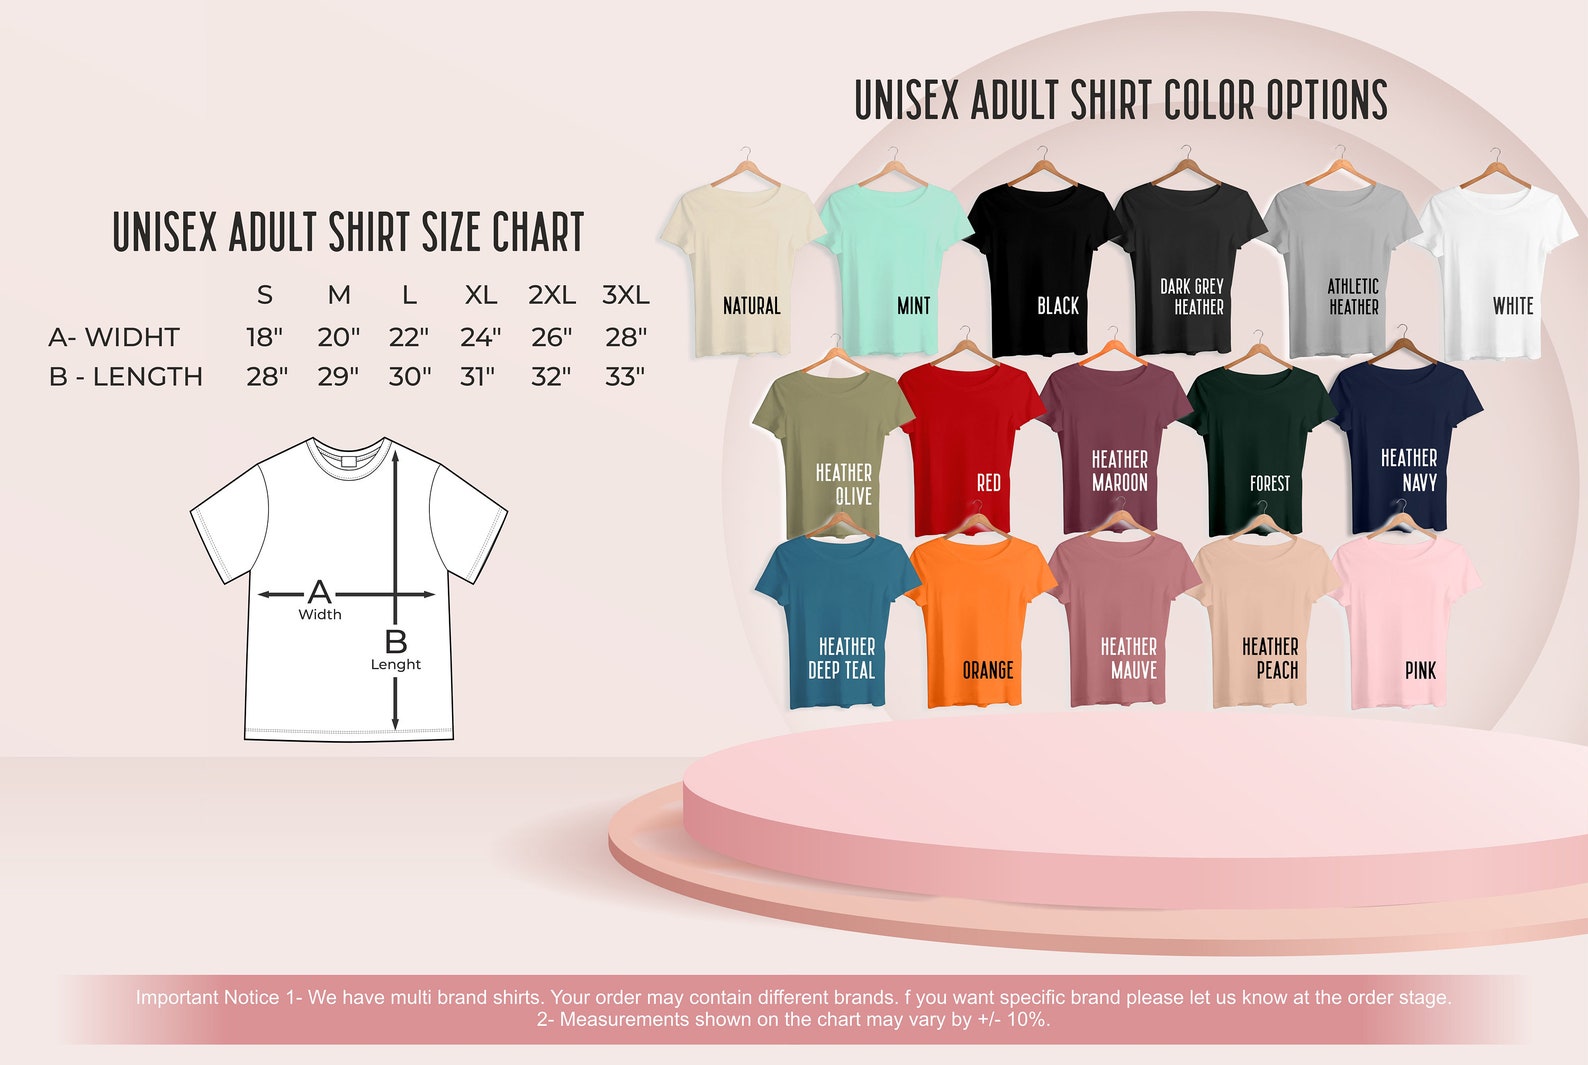 UNISEX ADULT SHIRT COLOR OPTIONS
UNISEX ADULT SHIRT SIZE CHART
S M L XL 2XL 3XL
A- WIDHT 18" 20" 22" 24" 26" 28"
B - LENGTH 28" 29" 30" 31" 32" 33"
A
Width
B
Lenght
NATURAL
MINT
BLACK
DARK GREY
HEATHER
ATHLETIC
HEATHER
WHITE
HEATHER
OLIVE
RED
HEATHER
MAROON
FOREST
HEATHER
NAVY
HEATHER
DEEP TEAL
ORANGE
HEATHER
MAUVE
HEATHER
PEACH
PINK
Important Notice 1- We have multi brand shirts. Your order may contain different brands. f you want specific brand please let us know at the order stage.
2- Measurements shown on the chart may vary by +/- 10%.